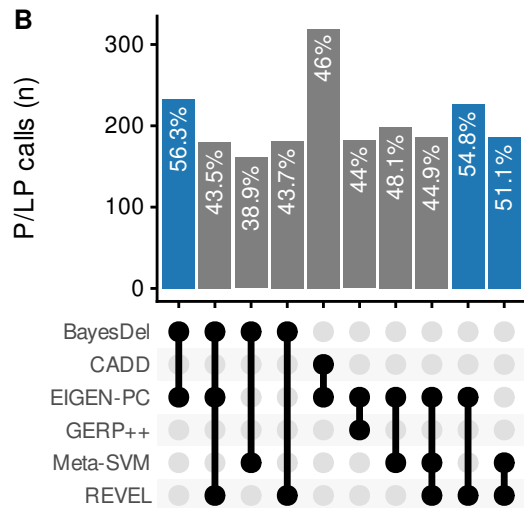 B
P/LP calls (n)
300
200
100
0
56.3%
43.5%
38.9%
43.7%
46%
44%
48.1%
44.9%
54.8%
51.1%
BayesDel
CADD
EIGEN-PC
GERP++
Meta-SVM
REVEL